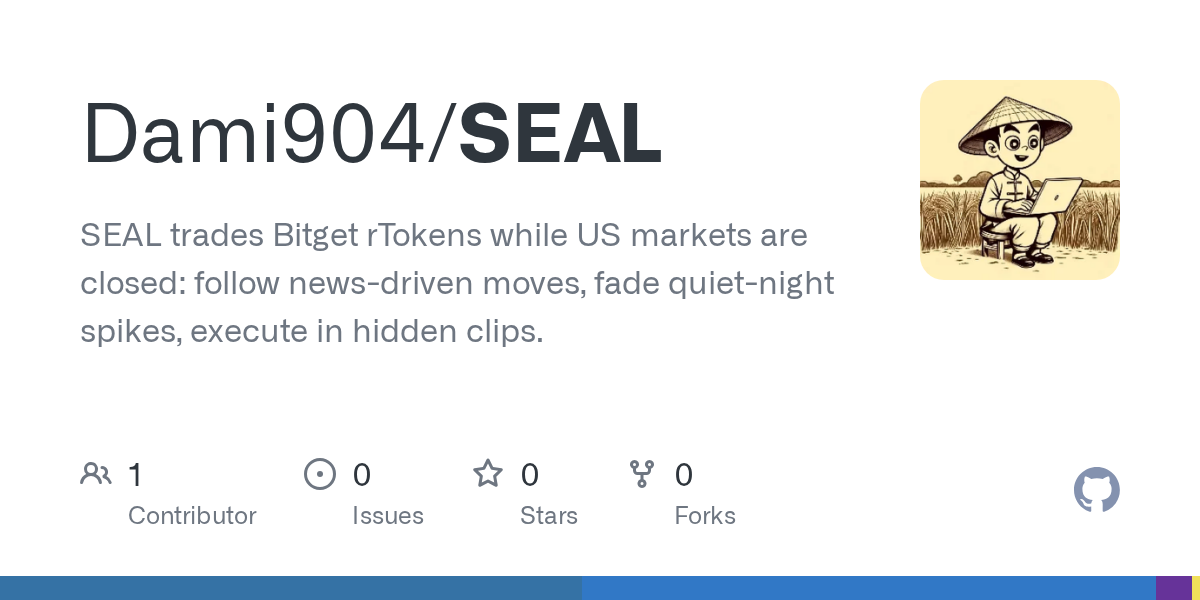 Dami904/SEAL
SEAL trades Bitget rTokens while US markets are
closed: follow news-driven moves, fade quiet-night
spikes, execute in hidden clips.
1
Contributor
0
Issues
0
Stars
0
Forks